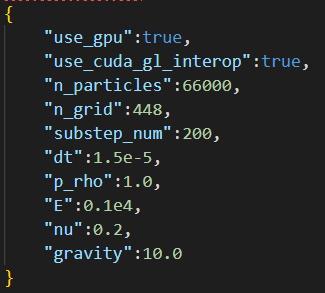 {
"use_gpu":true,
"use_cuda_gl_interop":true,
"n_particles":66000,
"n_grid":448,
"substep_num":200,
"dt":1.5e-5,
"p_rho":1.0,
"E":0.1e4,
"nu":0.2,
"gravity":10.0
}